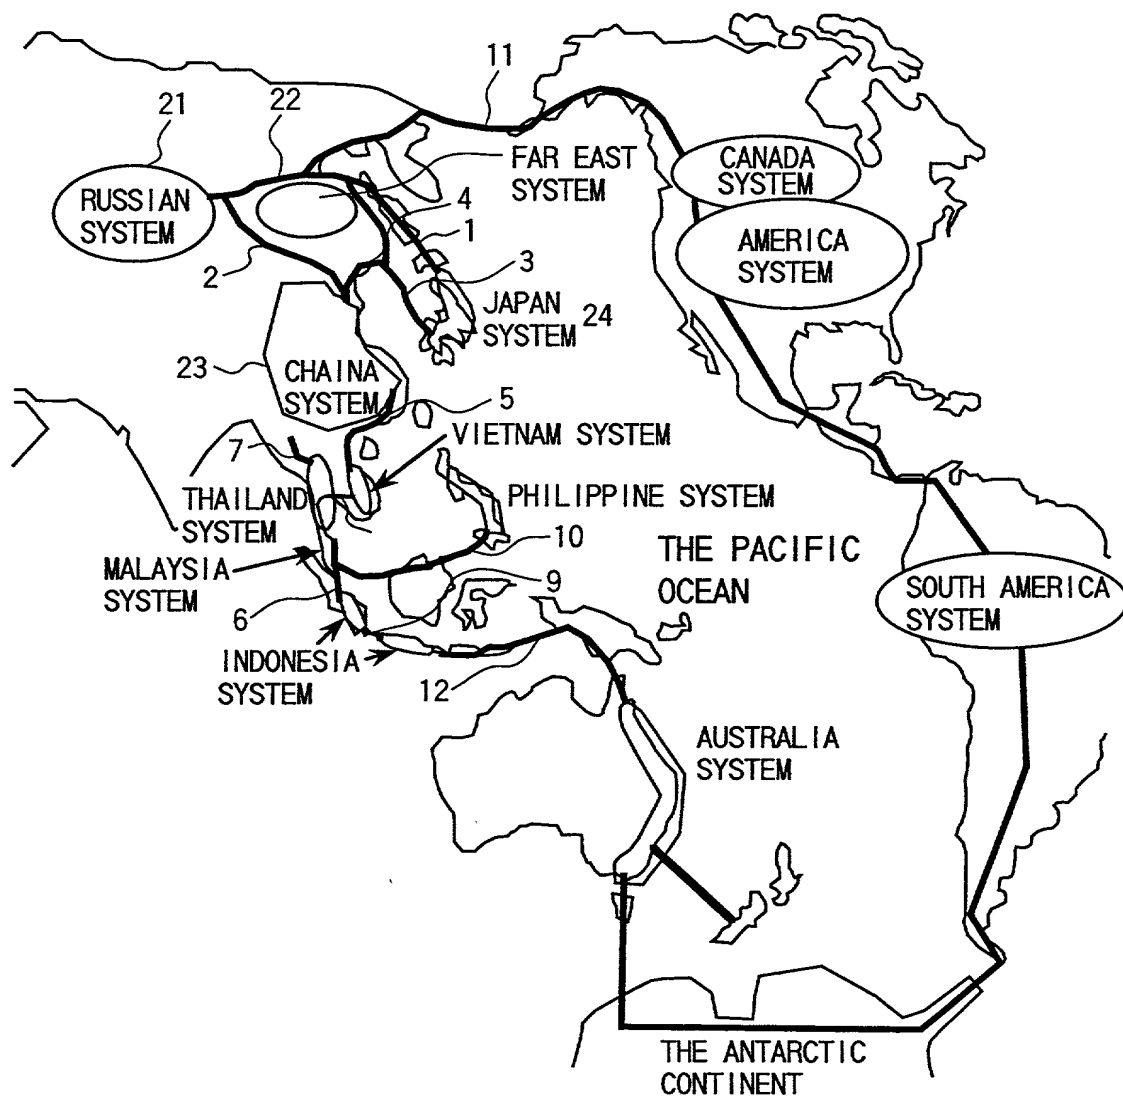 11
21
22
CANADA
SYSTEM
FAR EAST
SYSTEM
RUSSIAN
SYSTEM
4
1
AMERICA
SYSTEM
2
3
JAPAN
SYSTEM 24
23
CHAINA
SYSTEM
5
VIETNAM SYSTEM
7
THAILAND
SYSTEM
PHILIPPINE SYSTEM
10
THE PACIFIC
OCEAN
MALAYSIA
SYSTEM
9
6
SOUTH AMERICA
SYSTEM
INDONESIA
SYSTEM
12
AUSTRALIA
SYSTEM
THE ANTARCTIC
CONTINENT